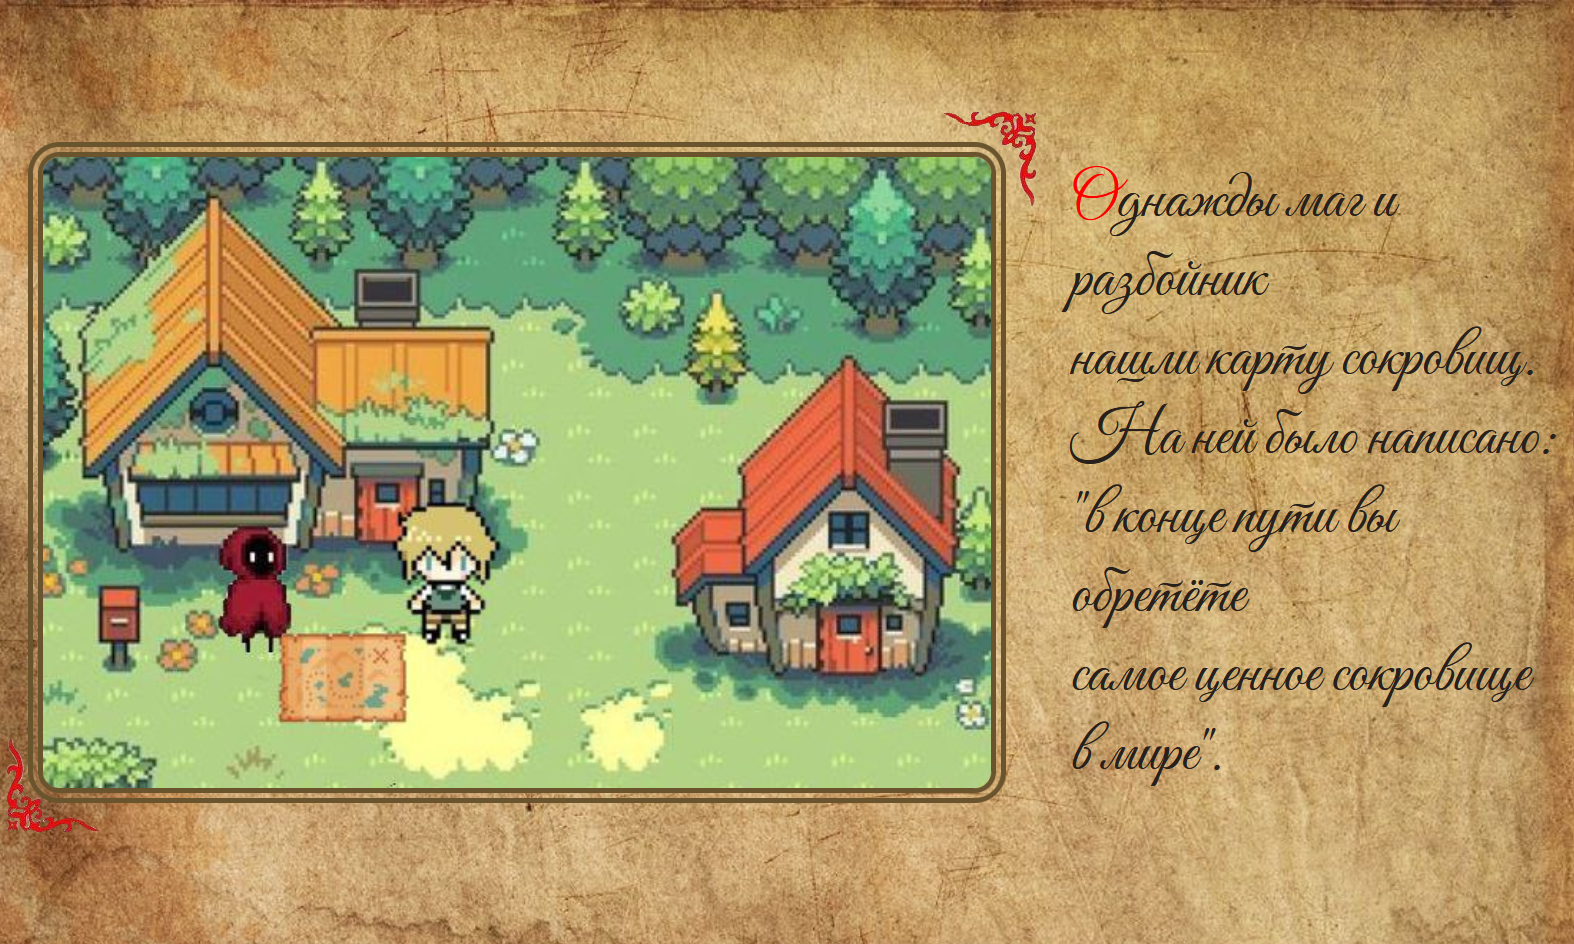 Однажды маг и
разбойник
нашли карту сокровищ.
На ней было написано:
"в конце пути вы
обретёте
самое ценное сокровище
в мире".